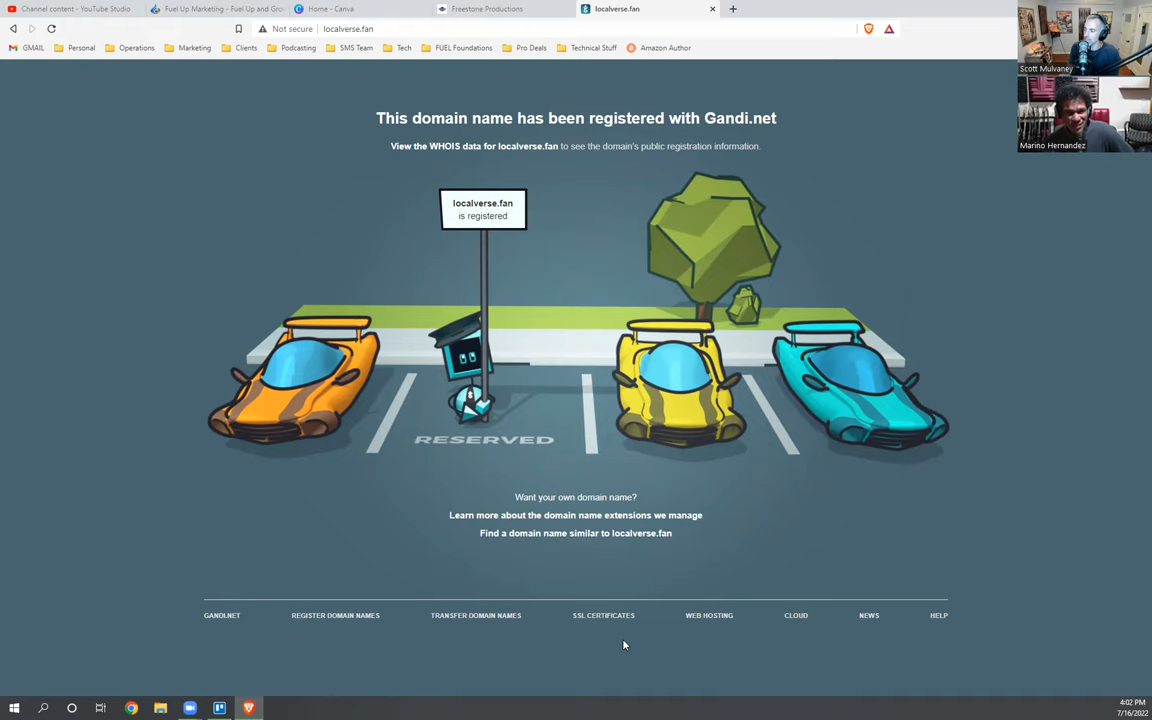 Channel content - YouTube Studio
Fuel Up Marketing - Fuel Up and Gro
Home - Canva
Freestone Productions
localverse.fan
Not secure
localverse.fan
GMAIL
Personal
Operations
Marketing
Clients
Podcasting
SMS Team
Tech
FUEL Foundations
Pro Deals
Technical Stuff
Amazon Author
Scott Mulvaney
Marino Hernandez
This domain name has been registered with Gandi.net
View the WHOIS data for localverse.fan to see the domain's public registration information.
localverse.fan
is registered
$
RESERVED
Want your own domain name?
Learn more about the domain name extensions we manage
Find a domain name similar to localverse.fan
GANDI.NET
REGISTER DOMAIN NAMES
TRANSFER DOMAIN NAMES
SSL CERTIFICATES
WEB HOSTING
CLOUD
NEWS
HELP
4:02 PM
7/16/2022